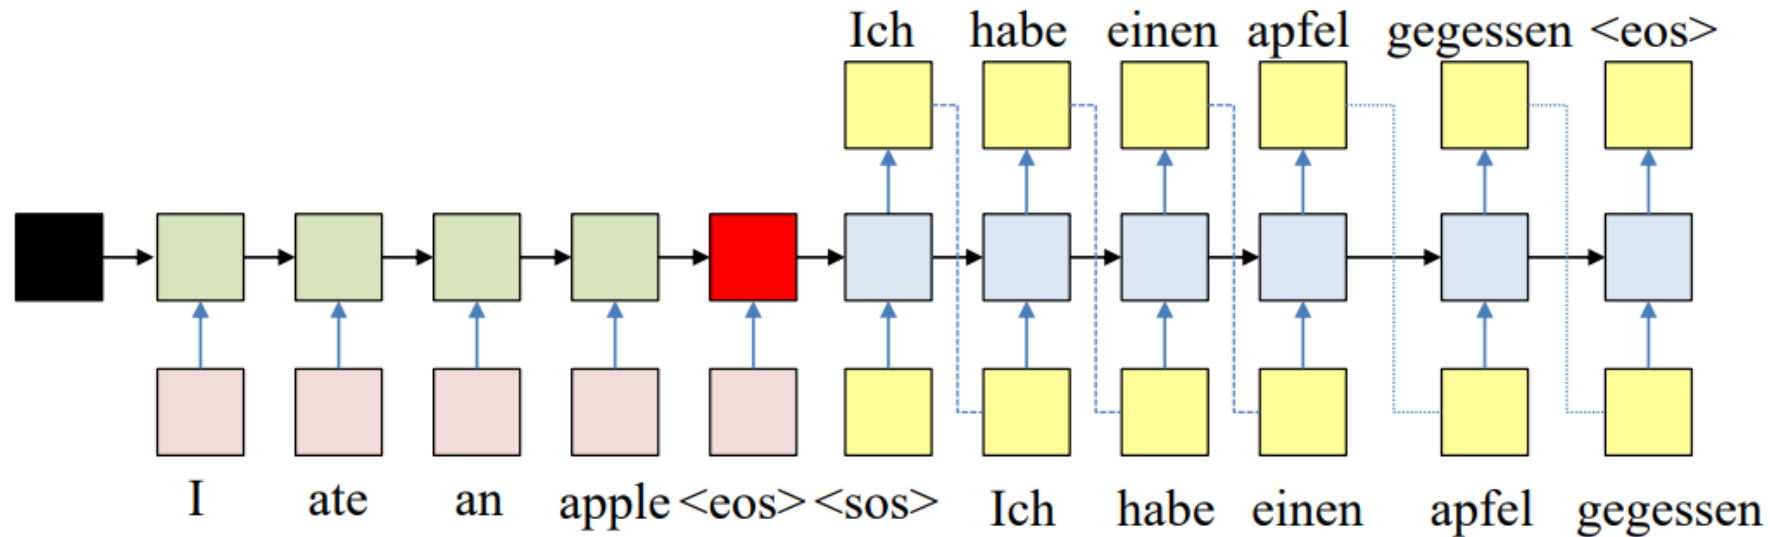 Ich habe einen apfel gegessen <eos>
I ate an apple <eos> <sos> Ich habe einen apfel gegessen